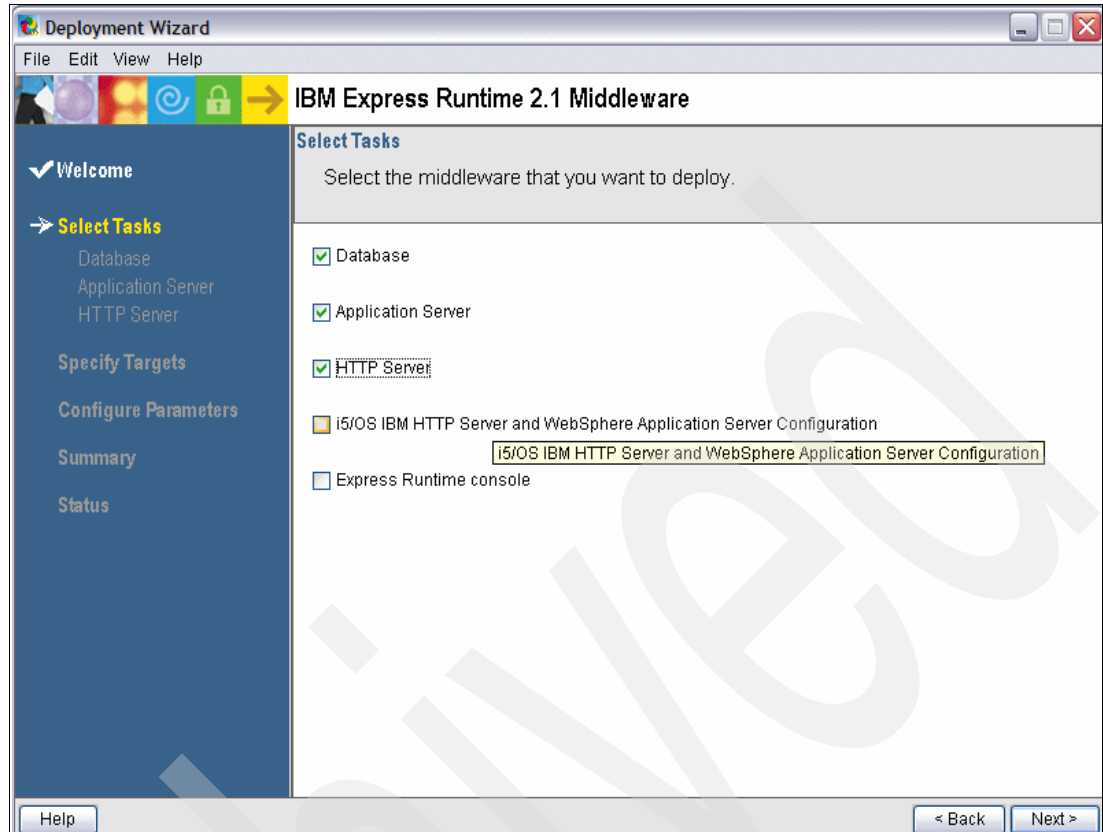 Deployment Wizard
File Edit View Help
IBM Express Runtime 2.1 Middleware
Welcome
Select Tasks
Database
Application Server
HTTP Server
Specify Targets
Configure Parameters
Summary
Status
Select Tasks
Select the middleware that you want to deploy.
Database
Application Server
HTTP Server
i5/OS IBM HTTP Server and WebSphere Application Server Configuration
i5/OS IBM HTTP Server and WebSphere Application Server Configuration
Express Runtime console
Help
< Back
Next >